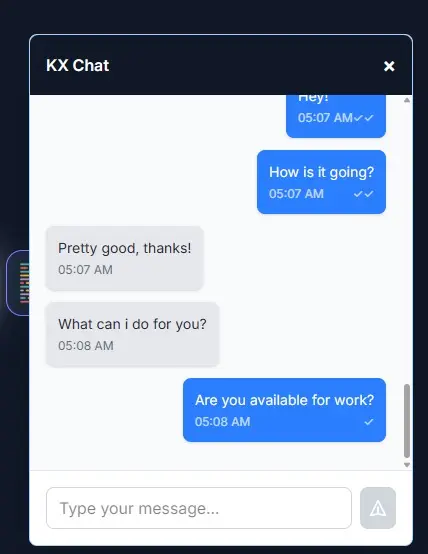 KX Chat
×
Hey!
05:07 AM✓✓
How is it going?
05:07 AM ✓✓
Pretty good, thanks!
05:07 AM
What can i do for you?
05:08 AM
Are you available for work?
05:08 AM ✓
Type your message...